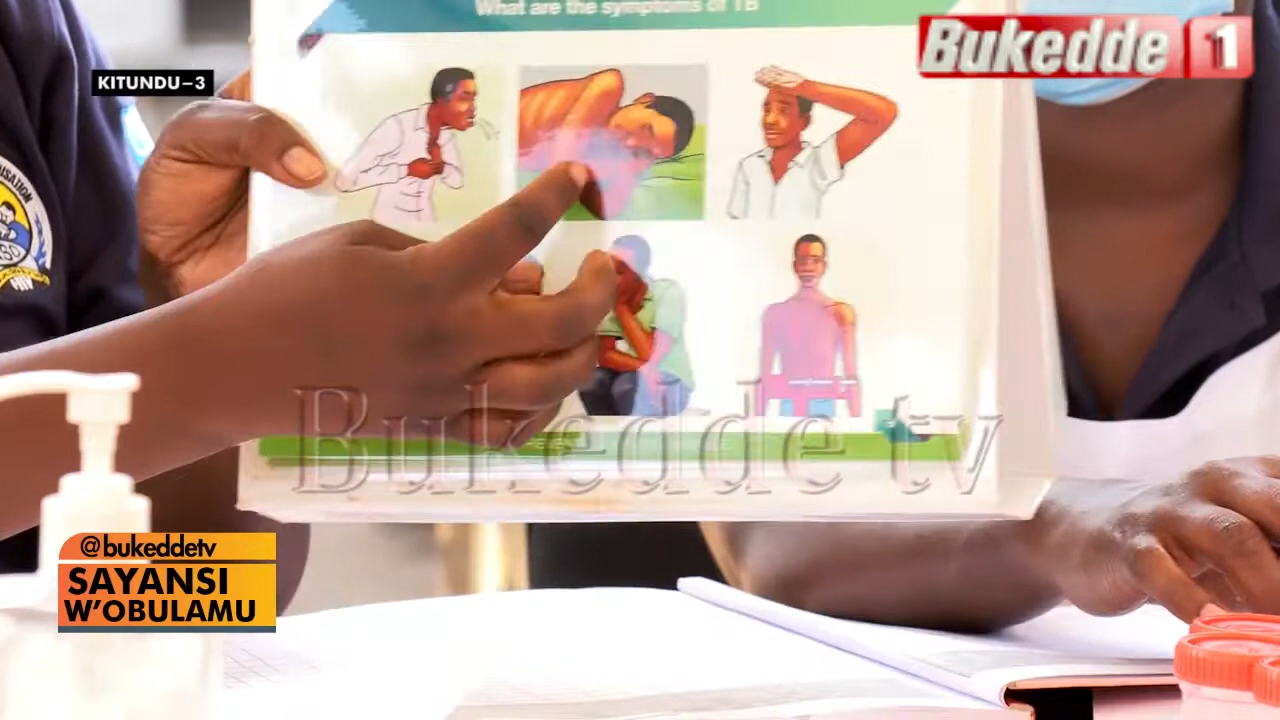 What are the symptoms of TB
Bukedde 1
KITUNDU-3
Bukedde tv
@bukeddetv
SAYANSI
W'OBULAMU